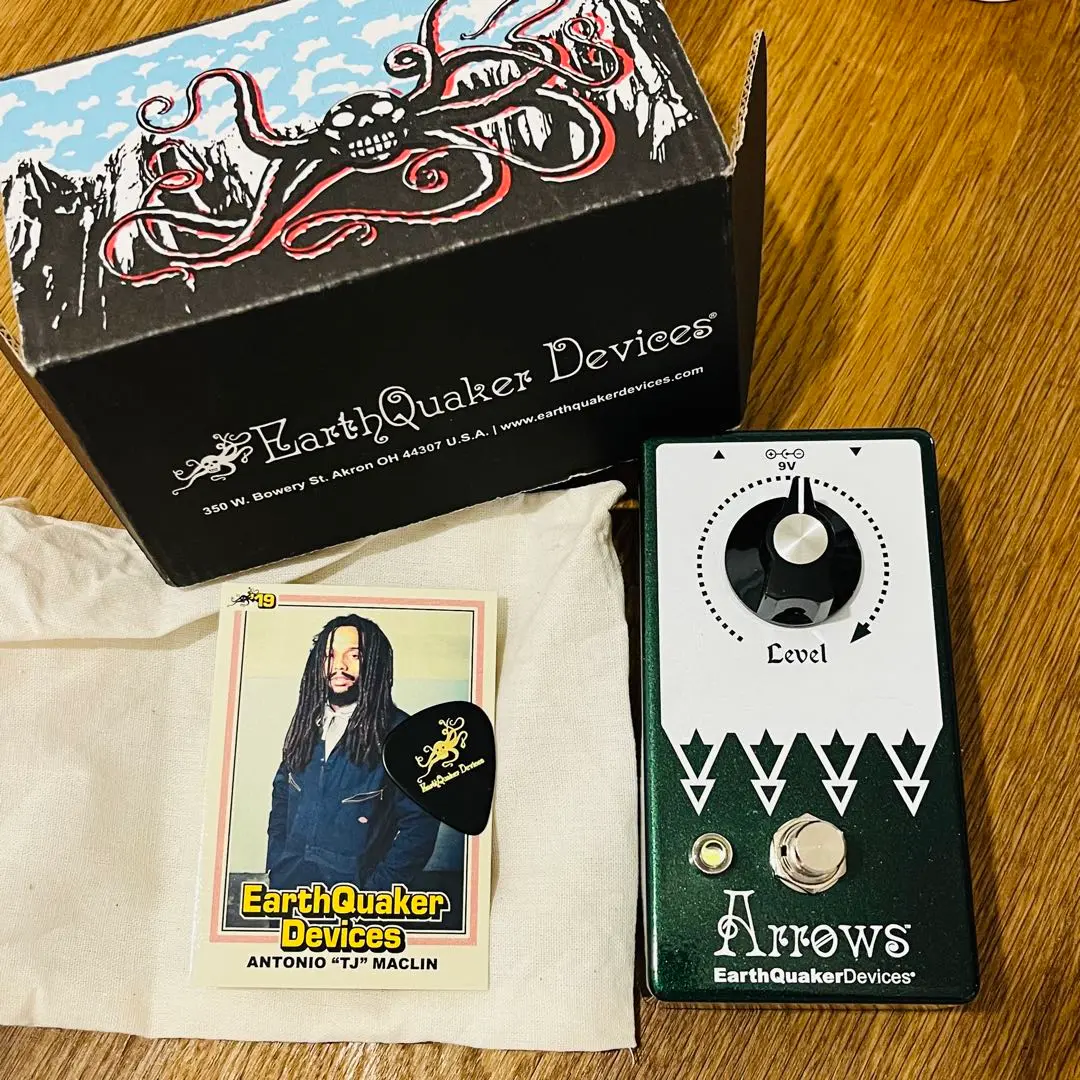 EarthQuaker Devices®
350 W. Bowery St. Akron OH 44307 U.S.A. | www.earthquakerdevices.com
9V
Level
Arrows™
EarthQuakerDevices®
'19
EarthQuaker Devices
EarthQuaker
Devices
ANTONIO “TJ” MACLIN